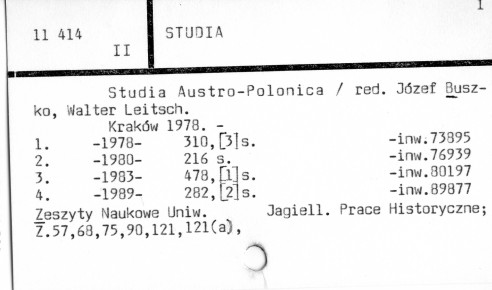 1
11 414
II
STUDIA
Studia Austro-Polonica / red. Józef Busz-
ko, Walter Leitsch.
Kraków 1978. -
1. -1978- 310,[3]s. -inw.73895
2. -1980- 216 s. -inw.76939
3. -1983- 478,[1]s. -inw.80197
4. -1989- 282,[2]s. -inw.89877
Zeszyty Naukowe Uniw. Jagiell. Prace Historyczne;
Z.57,68,75,90,121,121(a),